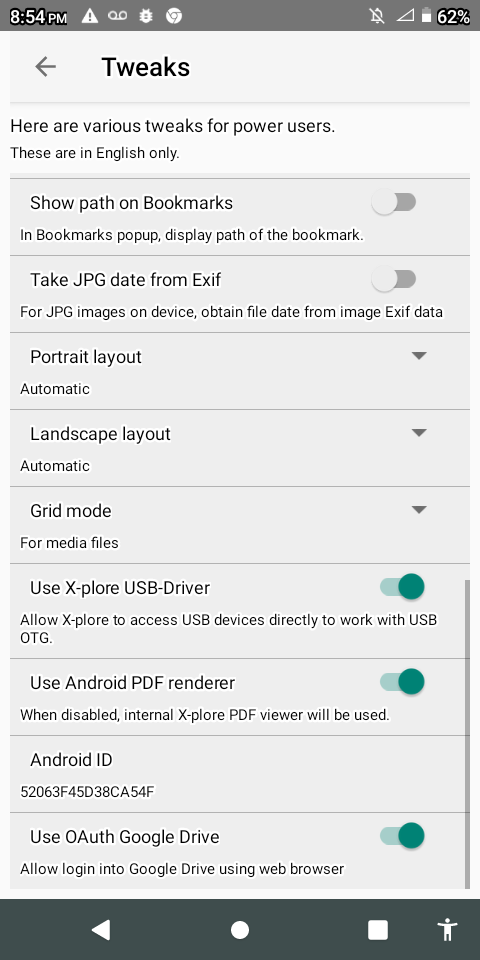 8:54 PM 62%
Tweaks
Here are various tweaks for power users.
These are in English only.
Show path on Bookmarks
In Bookmarks popup, display path of the bookmark.
Take JPG date from Exif
For JPG images on device, obtain file date from image Exif data
Portrait layout
Automatic
Landscape layout
Automatic
Grid mode
For media files
Use X-plore USB-Driver
Allow X-plore to access USB devices directly to work with USB
OTG.
Use Android PDF renderer
When disabled, internal X-plore PDF viewer will be used.
Android ID
52063F45D38CA54F
Use OAuth Google Drive
Allow login into Google Drive using web browser